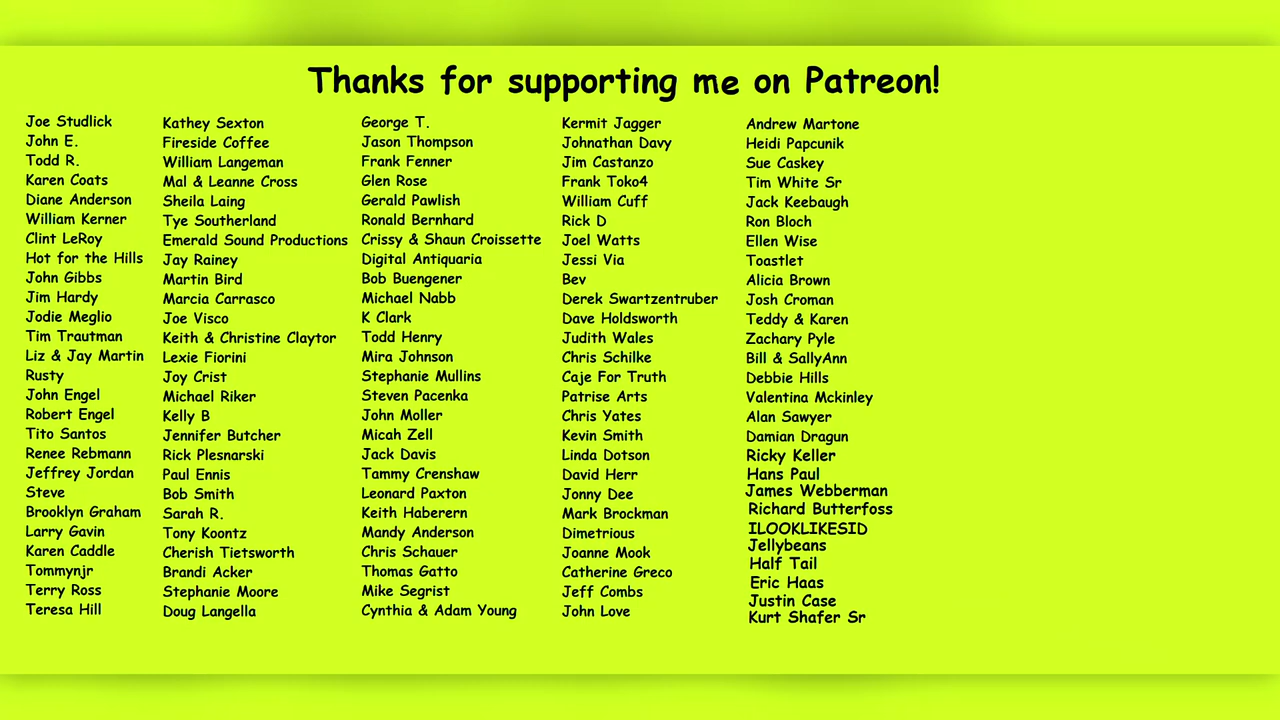 Thanks for supporting me on Patreon!
Joe Studlick
John E.
Todd R.
Karen Coats
Diane Anderson
William Kerner
Clint LeRoy
Hot for the Hills
John Gibbs
Jim Hardy
Jodie Meglio
Tim Trautman
Liz & Jay Martin
Rusty
John Engel
Robert Engel
Tito Santos
Renee Rebmann
Jeffrey Jordan
Steve
Brooklyn Graham
Larry Gavin
Karen Caddle
Tommynjr
Terry Ross
Teresa Hill
Kathey Sexton
Fireside Coffee
William Langeman
Mal & Leanne Cross
Sheila Laing
Tye Southerland
Emerald Sound Productions
Jay Rainey
Martin Bird
Marcia Carrasco
Joe Visco
Keith & Christine Claytor
Lexie Fiorini
Joy Crist
Michael Riker
Kelly B
Jennifer Butcher
Rick Plesnarski
Paul Ennis
Bob Smith
Sarah R.
Tony Koontz
Cherish Tietsworth
Brandi Acker
Stephanie Moore
Doug Langella
George T.
Jason Thompson
Frank Fenner
Glen Rose
Gerald Pawlish
Ronald Bernhard
Crissy & Shaun Croissette
Digital Antiquaria
Bob Buengener
Michael Nabb
K Clark
Todd Henry
Mira Johnson
Stephanie Mullins
Steven Pacenka
John Moller
Micah Zell
Jack Davis
Tammy Crenshaw
Leonard Paxton
Keith Haberern
Mandy Anderson
Chris Schauer
Thomas Gatto
Mike Segrist
Cynthia & Adam Young
Kermit Jagger
Johnathan Davy
Jim Castanzo
Frank Toko4
William Cuff
Rick D
Joel Watts
Jessi Via
Bev
Derek Swartzentruber
Dave Holdsworth
Judith Wales
Chris Schilke
Caje For Truth
Patrise Arts
Chris Yates
Kevin Smith
Linda Dotson
David Herr
Jonny Dee
Mark Brockman
Dimetrious
Joanne Mook
Catherine Greco
Jeff Combs
John Love
Andrew Martone
Heidi Papcunik
Sue Caskey
Tim White Sr
Jack Keebaugh
Ron Bloch
Ellen Wise
Toastlet
Alicia Brown
Josh Croman
Teddy & Karen
Zachary Pyle
Bill & SallyAnn
Debbie Hills
Valentina Mckinley
Alan Sawyer
Damian Dragun
Ricky Keller
Hans Paul
James Webberman
Richard Butterfoss
ILOOKLIKESID
Jellybeans
Half Tail
Eric Haas
Justin Case
Kurt Shafer Sr